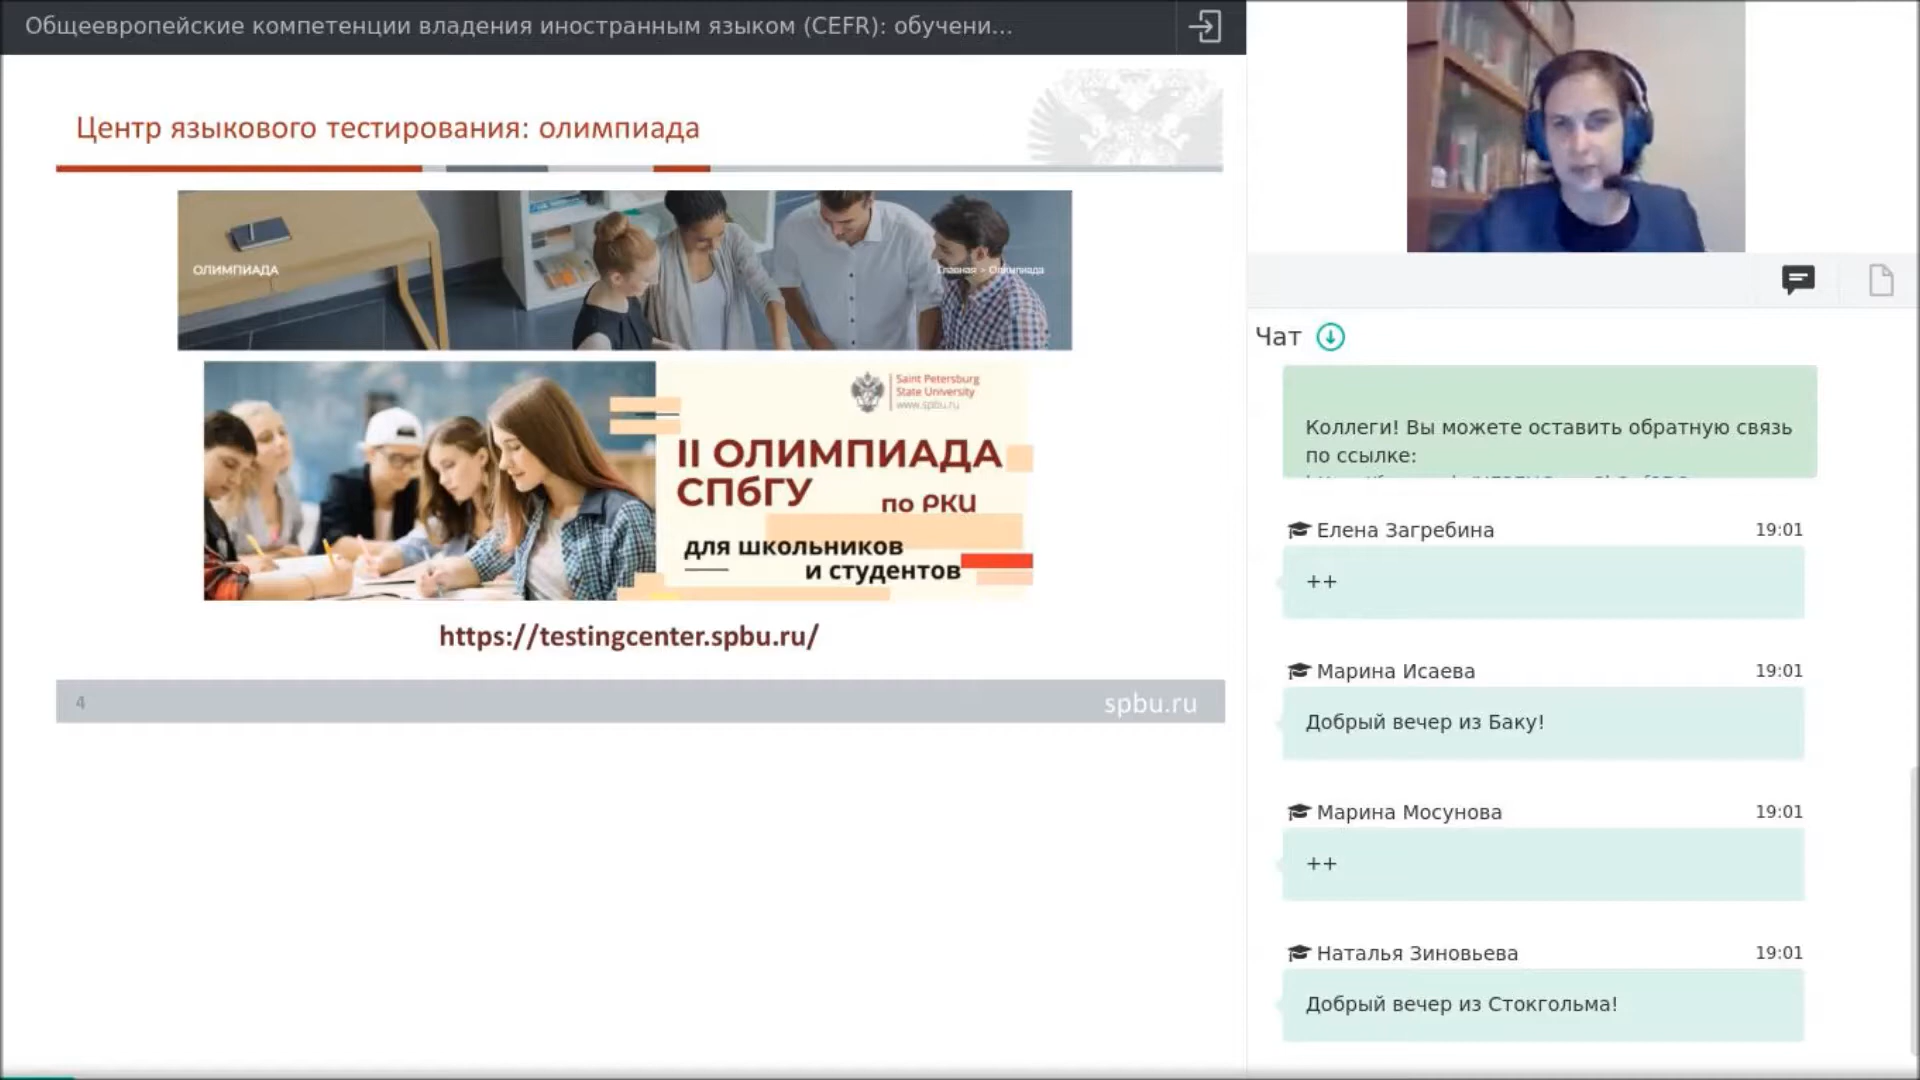 Общеевропейские компетенции владения иностранным языком (CEFR): обучени...
Центр языкового тестирования: олимпиада
ОЛИМПИАДА
Главная > Олимпиада
Saint Petersburg
State University
www.spbu.ru
II ОЛИМПИАДА
СПбГУ
по РКИ
для школьников
и студентов
https://testingcenter.spbu.ru/
4
spbu.ru
Чат
Коллеги! Вы можете оставить обратную связь
по ссылке:
Елена Загребина 19:01
++
Марина Исаева 19:01
Добрый вечер из Баку!
Марина Мосунова 19:01
++
Наталья Зиновьева 19:01
Добрый вечер из Стокгольма!